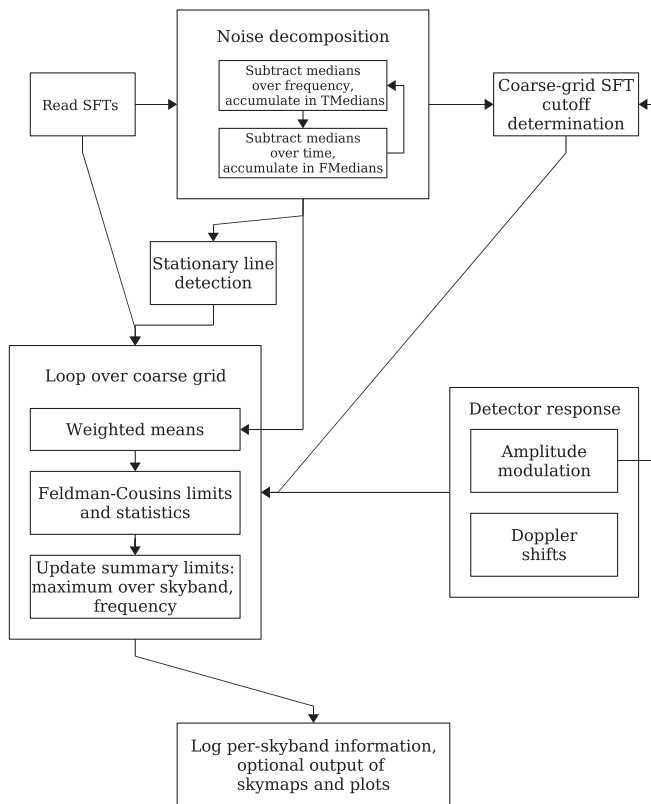 Noise decomposition
Subtract medians
over frequency,
accumulate in TMedians
Subtract medians
over time,
accumulate in FMedians
Read SFTs
Coarse-grid SFT
cutoff
determination
Stationary line
detection
Loop over coarse grid
Weighted means
Feldman-Cousins limits
and statistics
Update summary limits:
maximum over skyband,
frequency
Detector response
Amplitude
modulation
Doppler
shifts
Log per-skyband information,
optional output of
skymaps and plots